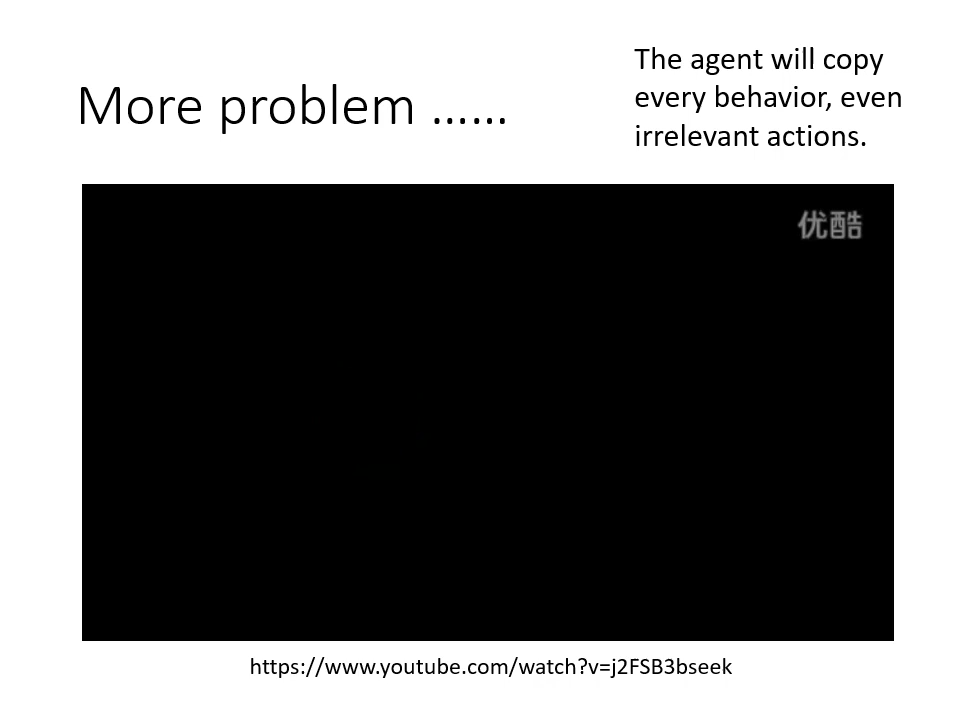 More problem ……
The agent will copy
every behavior, even
irrelevant actions.
优酷
https://www.youtube.com/watch?v=j2FSB3bseek